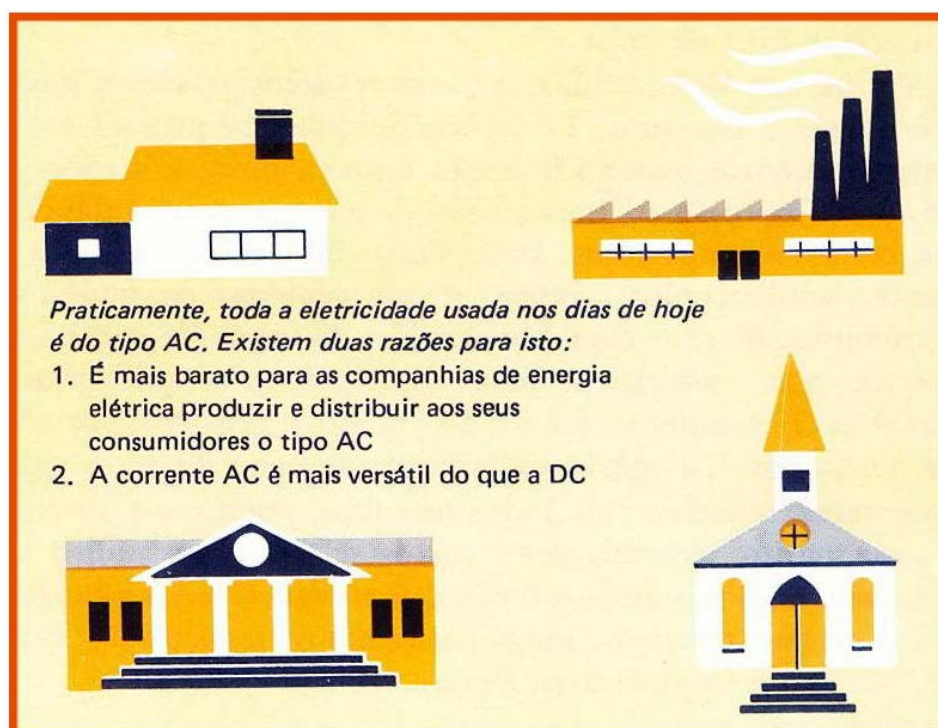 Praticamente, toda a eletricidade usada nos dias de hoje
é do tipo AC. Existem duas razões para isto:
1. É mais barato para as companhias de energia
elétrica produzir e distribuir aos seus
consumidores o tipo AC
2. A corrente AC é mais versátil do que a DC